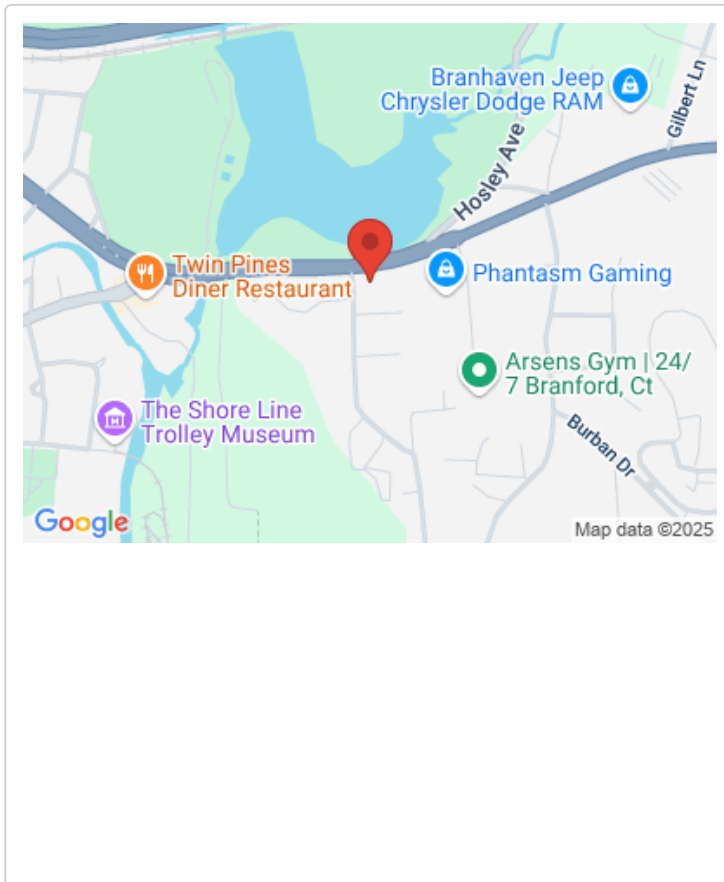 Branhaven Jeep
Chrysler Dodge RAM
Gilbert Ln
Hosley Ave
Twin Pines
Diner Restaurant
Phantasm Gaming
Arsens Gym | 24/
7 Branford, Ct
The Shore Line
Trolley Museum
Burban Dr
Google
Map data ©2025